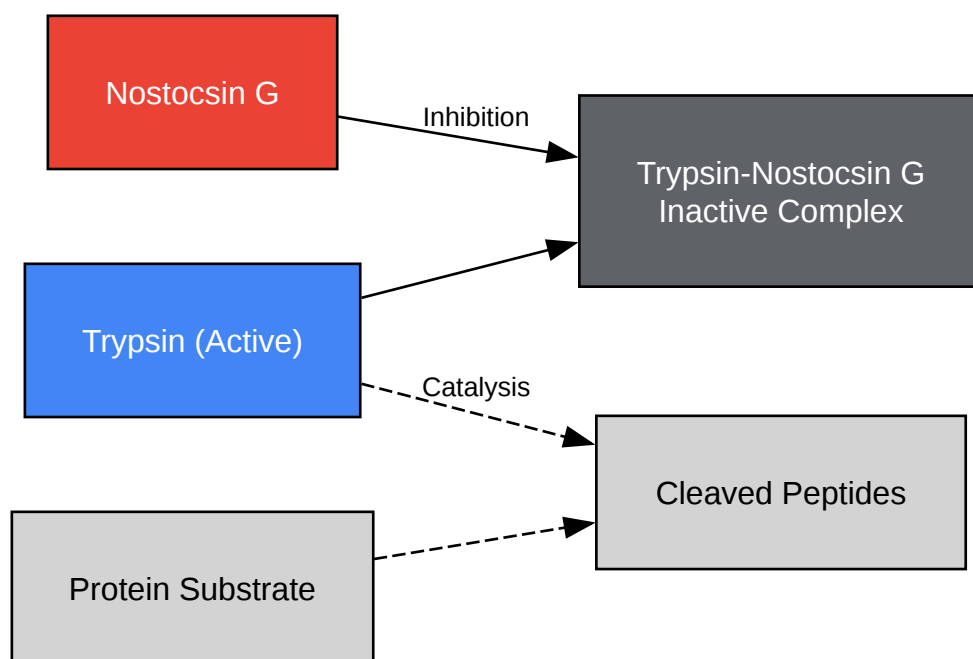 Nostocsin G
Inhibition
Trypsin-Nostocsin G
Inactive Complex
Trypsin (Active)
Catalysis
Cleaved Peptides
Protein Substrate